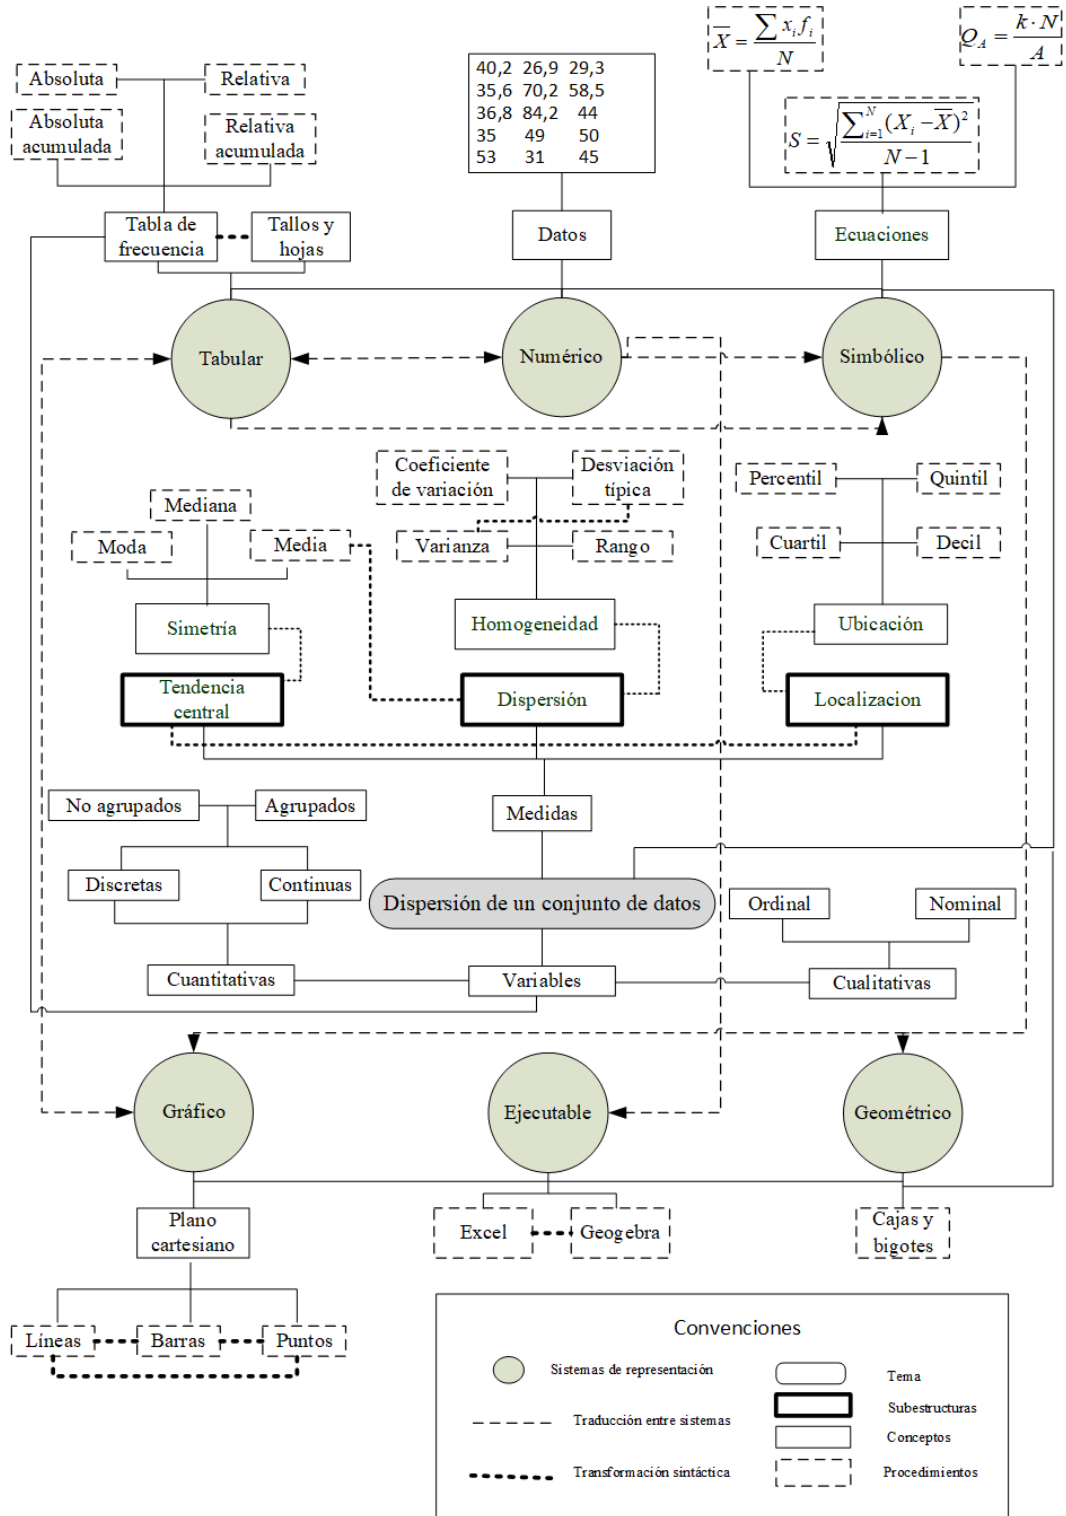 X̄ = ∑ xᵢfᵢ / N
Q_A = k · N / A
Absoluta
Relativa
Absoluta
acumulada
Relativa
acumulada
40,2 26,9 29,3
35,6 70,2 58,5
36,8 84,2 44
35 49 50
53 31 45
S = √(∑ᵢ₌₁ᴺ (Xᵢ − X̄)² / N − 1)
Tabla de
frecuencia
Tallos y
hojas
Datos
Ecuaciones
Tabular
Numérico
Simbólico
Coeficiente
de variación
Desviación
típica
Percentil
Quintil
Mediana
Moda
Media
Varianza
Rango
Cuartil
Decil
Simetría
Homogeneidad
Ubicación
Tendencia
central
Dispersión
Localizacion
No agrupados
Agrupados
Medidas
Discretas
Continuas
Dispersión de un conjunto de datos
Ordinal
Nominal
Cuantitativas
Variables
Cualitativas
Gráfico
Ejecutable
Geométrico
Plano
cartesiano
Excel
Geogebra
Cajas y
bigotes
Líneas
Barras
Puntos
Convenciones
Sistemas de representación
Tema
Subestructuras
Traducción entre sistemas
Conceptos
Transformación sintáctica
Procedimientos